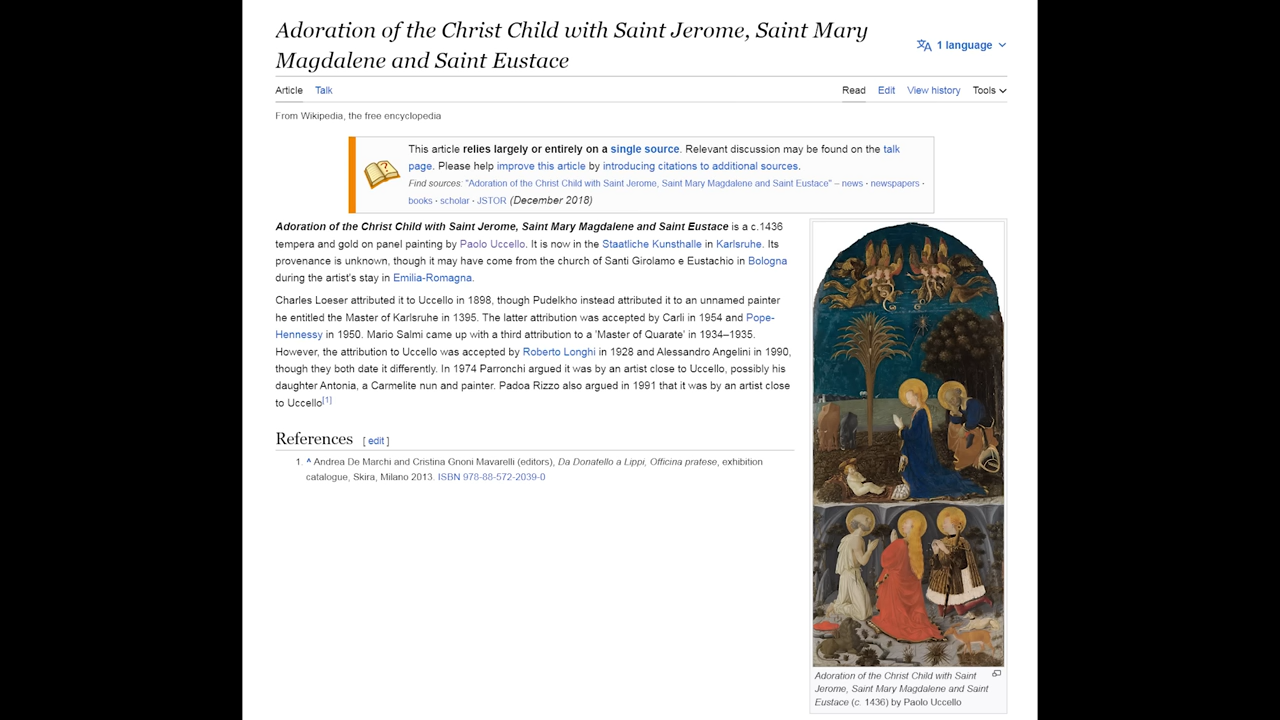 Adoration of the Christ Child with Saint Jerome, Saint Mary
Magdalene and Saint Eustace
1 language
Article Talk Read Edit View history Tools
From Wikipedia, the free encyclopedia
This article relies largely or entirely on a single source. Relevant discussion may be found on the talk
page. Please help improve this article by introducing citations to additional sources.
Find sources: "Adoration of the Christ Child with Saint Jerome, Saint Mary Magdalene and Saint Eustace" – news · newspapers ·
books · scholar · JSTOR (December 2018)
Adoration of the Christ Child with Saint Jerome, Saint Mary Magdalene and Saint Eustace is a c.1436
tempera and gold on panel painting by Paolo Uccello. It is now in the Staatliche Kunsthalle in Karlsruhe. Its
provenance is unknown, though it may have come from the church of Santi Girolamo e Eustachio in Bologna
during the artist's stay in Emilia-Romagna.
Charles Loeser attributed it to Uccello in 1898, though Pudelkho instead attributed it to an unnamed painter
he entitled the Master of Karlsruhe in 1395. The latter attribution was accepted by Carli in 1954 and Pope-
Hennessy in 1950. Mario Salmi came up with a third attribution to a 'Master of Quarate' in 1934–1935.
However, the attribution to Uccello was accepted by Roberto Longhi in 1928 and Alessandro Angelini in 1990,
though they both date it differently. In 1974 Parronchi argued it was by an artist close to Uccello, possibly his
daughter Antonia, a Carmelite nun and painter. Padoa Rizzo also argued in 1991 that it was by an artist close
to Uccello[1]
References [ edit ]
1. ^ Andrea De Marchi and Cristina Gnoni Mavarelli (editors), Da Donatello a Lippi, Officina pratese, exhibition
catalogue, Skira, Milano 2013. ISBN 978-88-572-2039-0
Adoration of the Christ Child with Saint
Jerome, Saint Mary Magdalene and Saint
Eustace (c. 1436) by Paolo Uccello